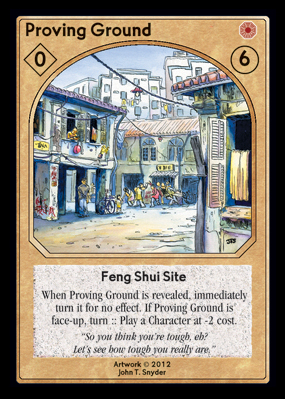 Proving Ground
0
6
JTS
Feng Shui Site
When Proving Ground is revealed, immediately
turn it for no effect. If Proving Ground is
face-up, turn :: Play a Character at -2 cost.
"So you think you're tough, eh?
Let's see how tough you really are."
Artwork © 2012
John T. Snyder